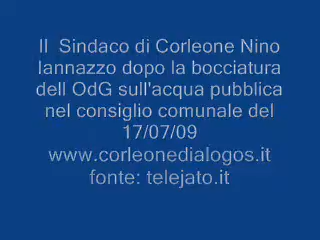 Il  Sindaco di Corleone Nino
Iannazzo dopo la bocciatura
dell OdG sull'acqua pubblica
nel consiglio comunale del
17/07/09
www.corleonedialogos.it
fonte: telejato.it